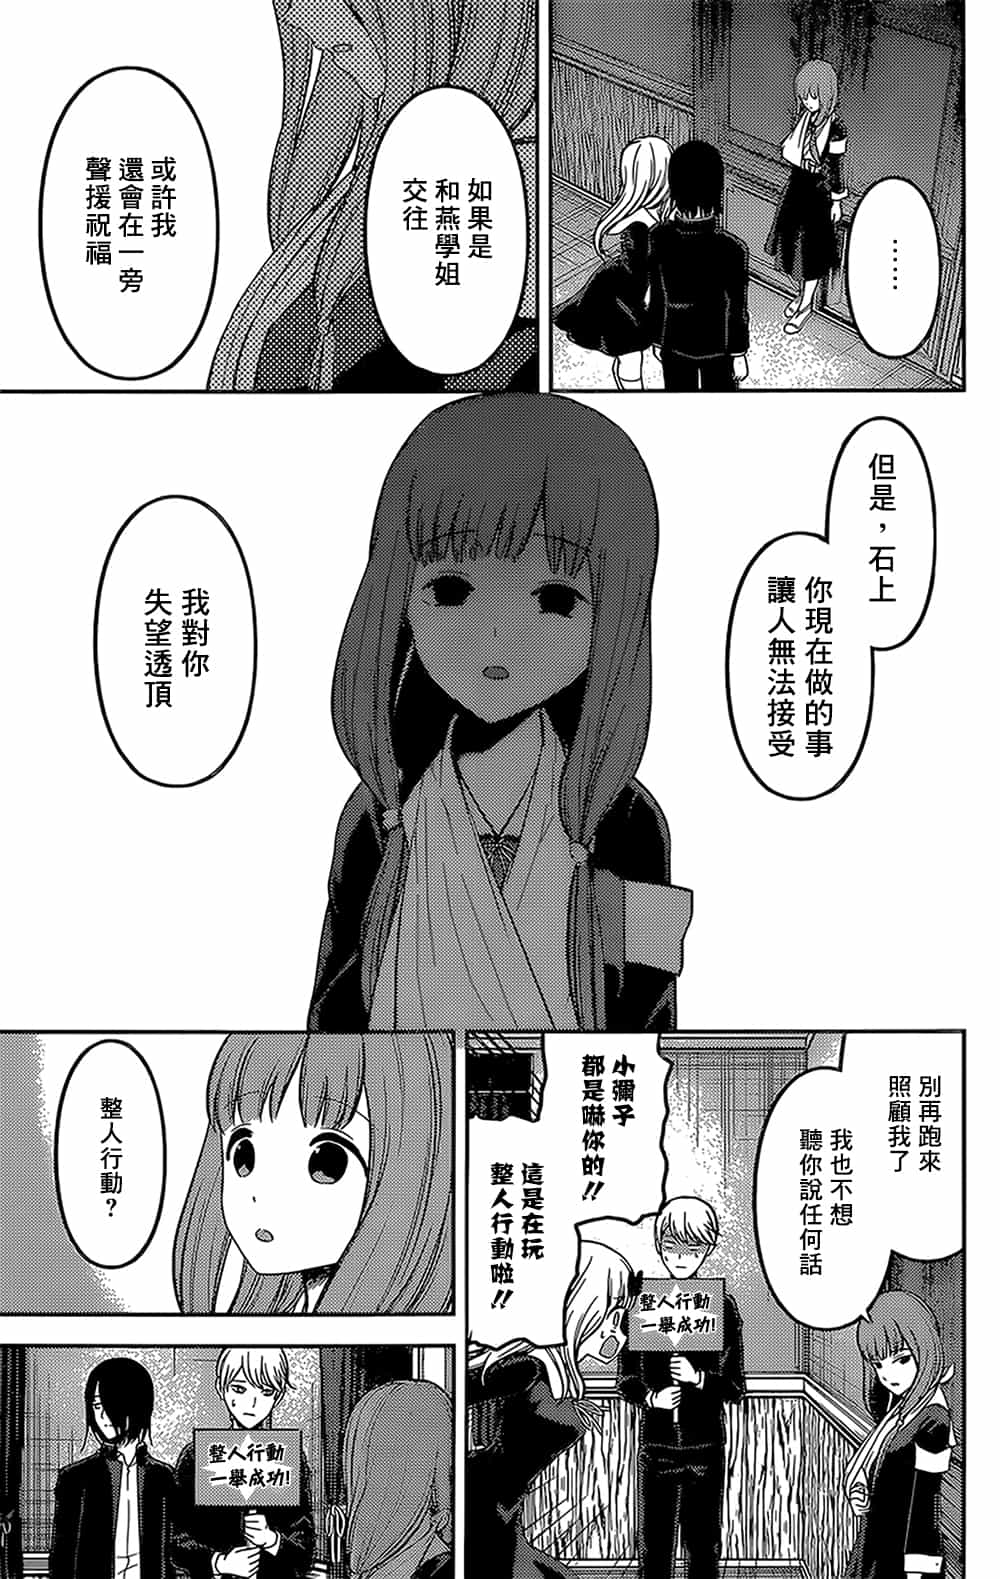 ……
如果是
和燕學姐
交往
或許我
還會在一旁
聲援祝福
但是，石上
你現在做的事
讓人無法接受
我對你
失望透頂
別再跑來
照顧我了
我也不想
聽你說任何話
小彌子
都是嚇你的!!
這是在玩
整人行動啦!!
整人行動
一舉成功!
整人行動?
整人行動
一舉成功!